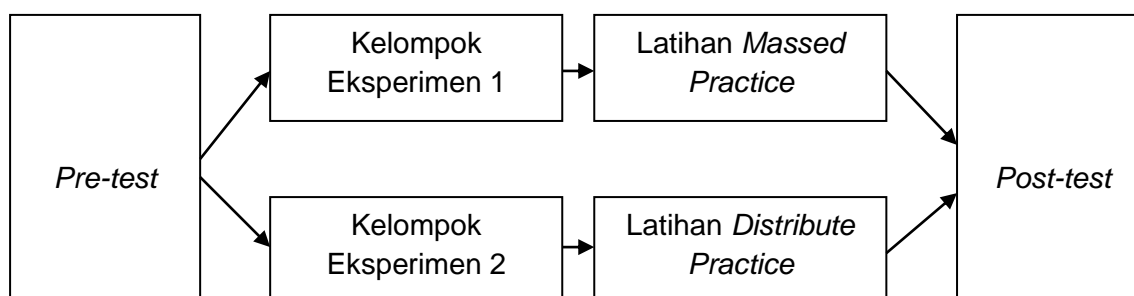 Pre-test
Kelompok
Eksperimen 1
Latihan Massed
Practice
Kelompok
Eksperimen 2
Latihan Distribute
Practice
Post-test